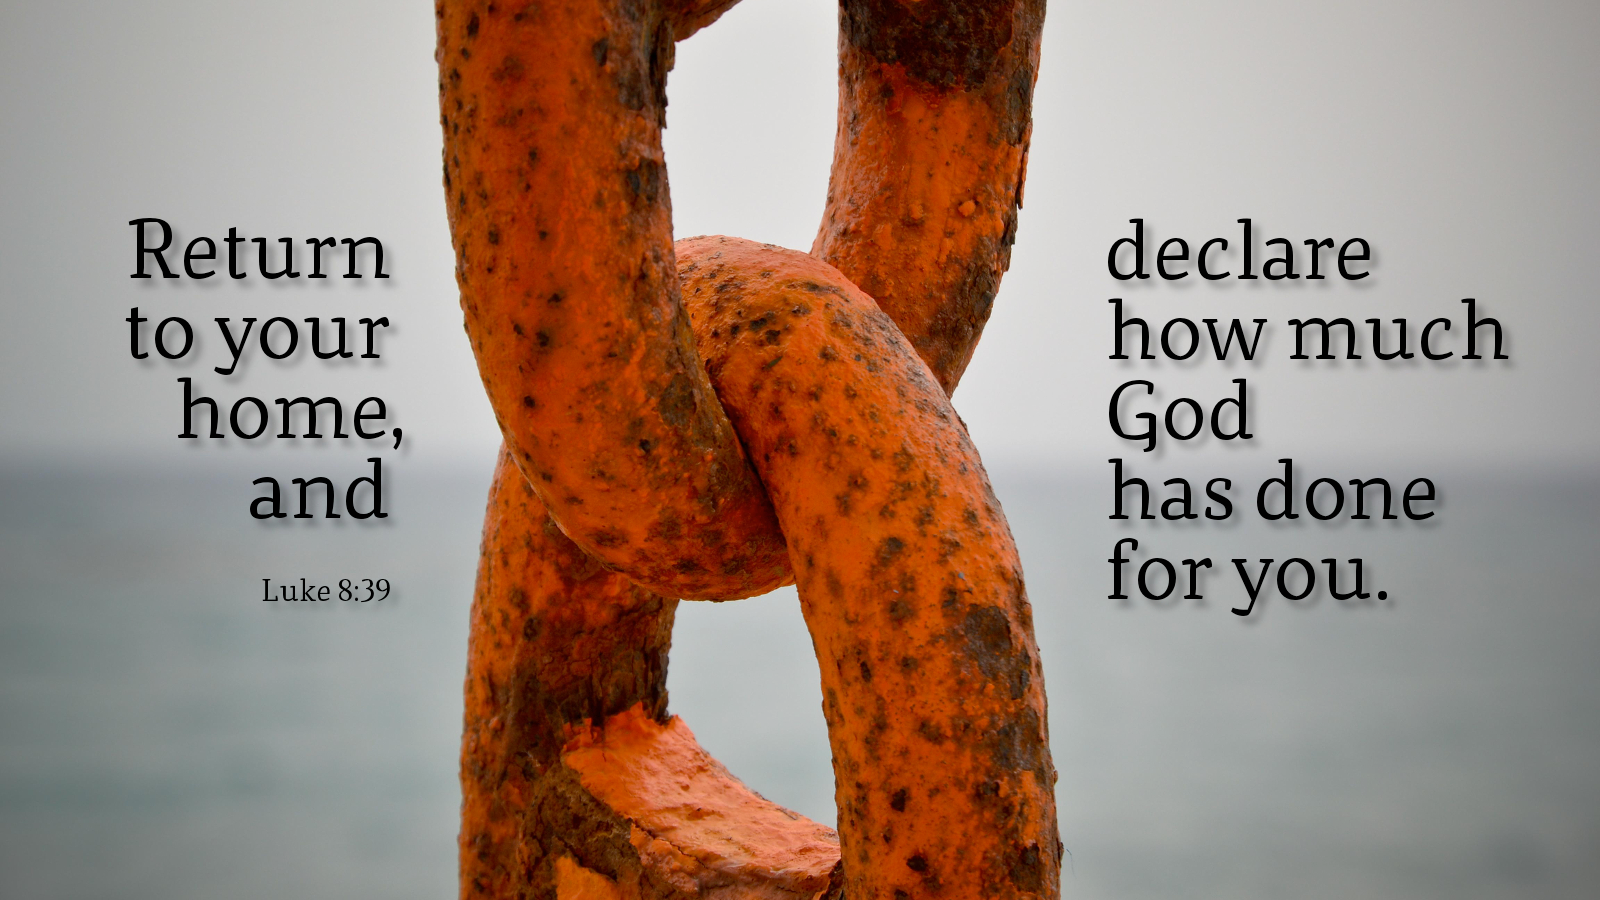 Return
to your
home,
and
declare
how much
God
has done
for you.
Luke 8:39